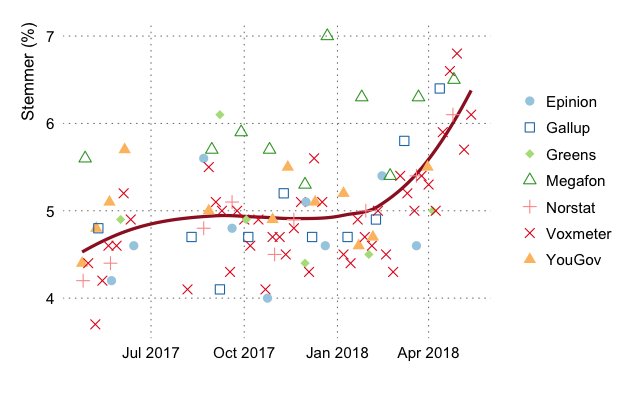 Stemmer (%)
7
6
5
4
Jul 2017
Oct 2017
Jan 2018
Apr 2018
Epinion
Gallup
Greens
Megafon
Norstat
Voxmeter
YouGov